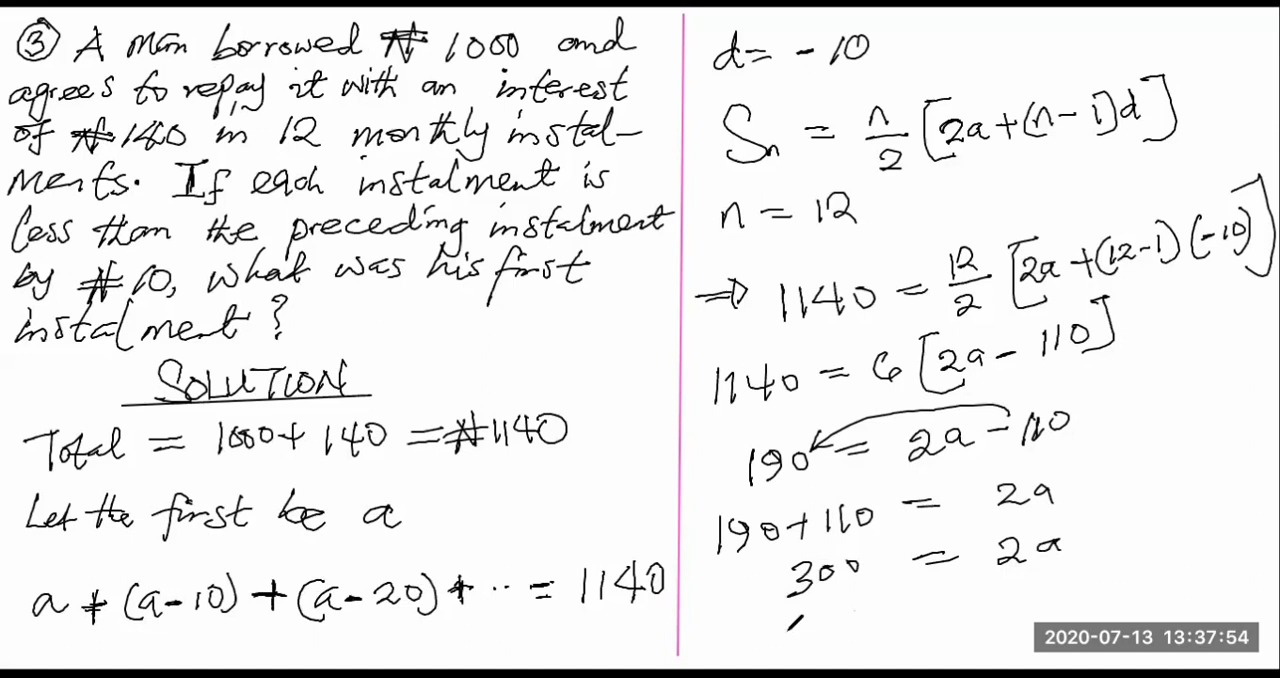 ③ A man borrowed ₦ 1000 and
agrees to repay it with an interest
of ₦140 in 12 monthly instal-
ments. If each instalment is
less than the preceding instalment
by ₦10, what was his first
instalment?
SOLUTION
Total = 1000 + 140 = ₦1140
Let the first be a
a + (a-10) + (a-20) + ·· = 1140
d = -10
Sn = n/2 [2a+(n-1)d]
n = 12
⇒ 1140 = 12/2 [2a+(12-1)(-10)]
1140 = 6 [2a - 110]
190 = 2a - 110
190 + 110 = 2a
300 = 2a
2020-07-13 13:37:54